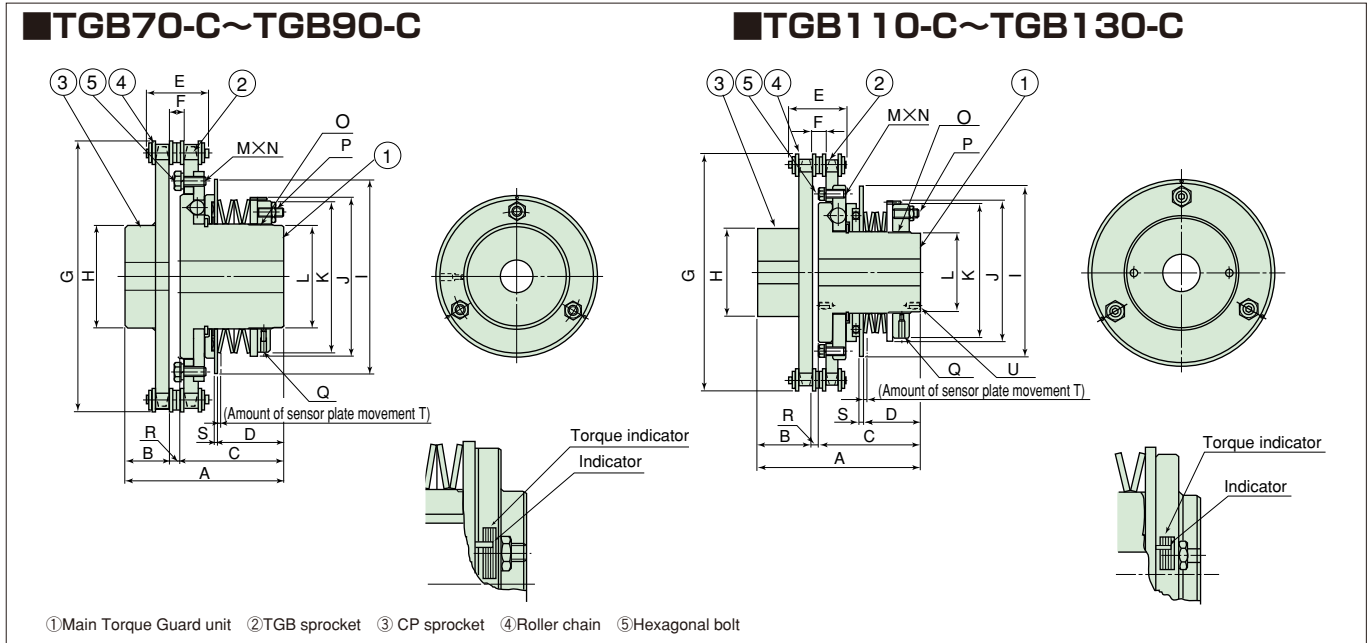 ■TGB70-C～TGB90-C
3 5 4 E 2
F
M×N
O
P
1
G H L K J I
Q
(Amount of sensor plate movement T)
R S D
B C
A
Torque indicator
Indicator
■TGB110-C～TGB130-C
3 5 4 E 2
F
M×N
O
P
1
G H L K J I
Q U
(Amount of sensor plate movement T)
R S D
B C
A
Torque indicator
Indicator
①Main Torque Guard unit ②TGB sprocket ③ CP sprocket ④Roller chain ⑤Hexagonal bolt